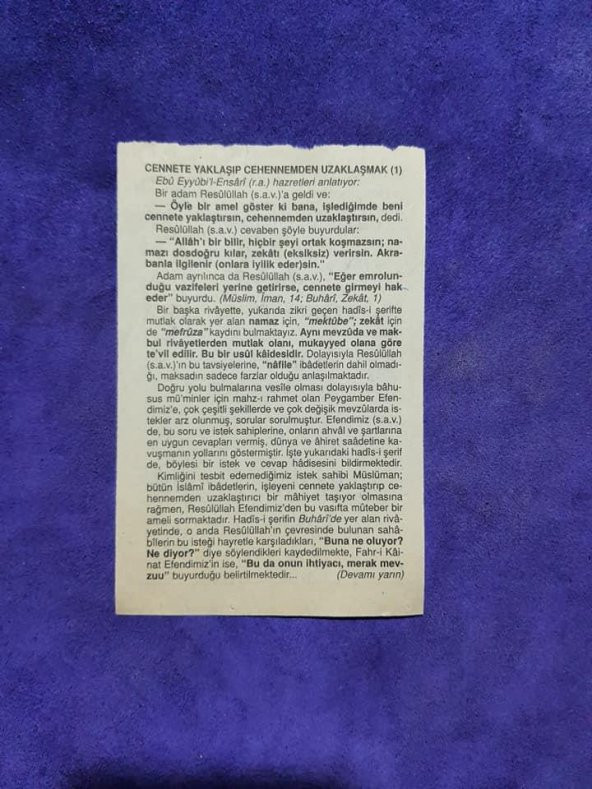 CENNETE YAKLAŞIP CEHENNEMDEN UZAKLAŞMAK (1)
Ebû Eyyûbi'l-Ensârî (r.a.) hazretleri anlatıyor:
Bir adam Resûlüllah (s.a.v.)'a geldi ve:
— Öyle bir amel göster ki bana, işlediğimde beni
cennete yaklaştırsın, cehennemden uzaklaştırsın, dedi.
Resûlüllah (s.a.v.) cevaben şöyle buyurdular:
— "Allâh'ı bir bilir, hiçbir şeyi ortak koşmazsın; na-
mazı dosdoğru kılar, zekâtı (eksiksiz) verirsin. Akra-
banla ilgilenir (onlara iyilik eder)sin."
Adam ayrılınca da Resûlüllah (s.a.v.), "Eğer emrolun-
duğu vazifeleri yerine getirirse, cennete girmeyi hak
eder" buyurdu. (Müslim, İman, 14; Buhârî, Zekât, 1)
Bir başka rivâyette, yukarıda zikri geçen hadîs-i şerifte
mutlak olarak yer alan namaz için, "mektûbe"; zekât için
de "mefrûza" kaydını bulmaktayız. Aynı mevzûda ve mak-
bul rivâyetlerden mutlak olanı, mukayyed olana göre
te'vil edilir. Bu bir usûl kâidesidir. Dolayısıyla Resûlüllah
(s.a.v.)'ın bu tavsiyelerine, "nâfile" ibâdetlerin dahil olmadı-
ğı, maksadın sadece farzlar olduğu anlaşılmaktadır.
Doğru yolu bulmalarına vesîle olması dolayısıyla bâhu-
sus mü'minler için mahz-ı rahmet olan Peygamber Efen-
dimiz'e, çok çeşitli şekillerde ve çok değişik mevzûlarda is-
tekler arz olunmuş, sorular sorulmuştur. Efendimiz (s.a.v.)
de, bu soru ve istek sahiplerine, onların ahvâl ve şartlarına
en uygun cevapları vermiş, dünya ve âhiret saadetine ka-
vuşmanın yollarını göstermiştir. İşte yukarıdaki hadîs-i şerif
de, böylesi bir istek ve cevap hâdisesini bildirmektedir.
Kimliğini tesbit edemediğimiz istek sahibi Müslüman;
bütün İslâmî ibâdetlerin, işleyeni cennete yaklaştırıp ce-
hennemden uzaklaştırıcı bir mâhiyet taşıyor olmasına
rağmen, Resûlüllah Efendimiz'den bu vasıfta mûteber bir
ameli sormaktadır. Hadîs-i şerifin Buhârî'de yer alan rivâ-
yetinde, o anda Resûlüllah'ın çevresinde bulunan sahâ-
bîlerin bu isteği hayretle karşıladıkları, "Buna ne oluyor?
Ne diyor?" diye söylendikleri kaydedilmekte, Fahr-i Kâi-
nat Efendimiz'in ise, "Bu da onun ihtiyacı, merak mev-
zuu" buyurduğu belirtilmektedir... (Devamı yarın)